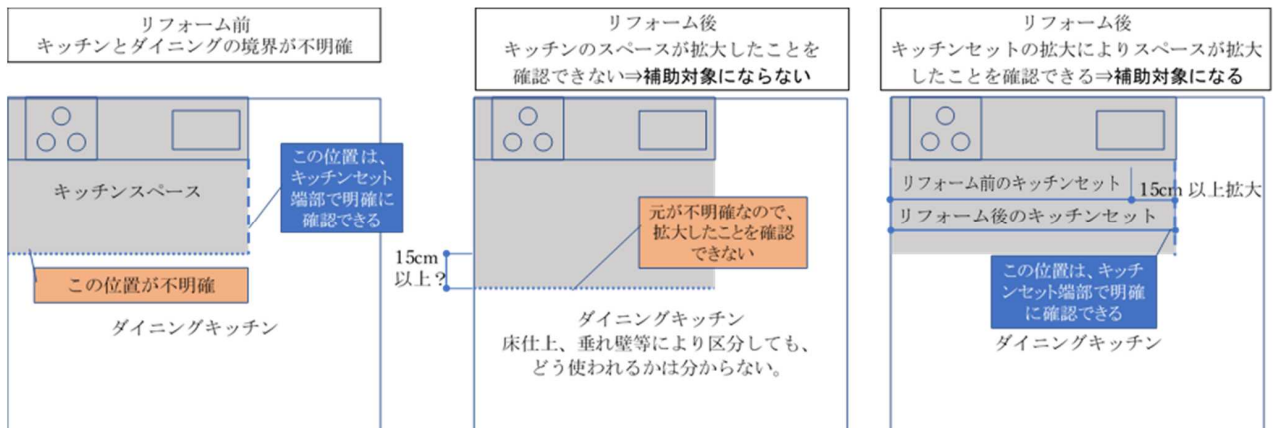 リフォーム前
キッチンとダイニングの境界が不明確
キッチンスペース
この位置は、
キッチンセット
端部で明確に
確認できる
この位置が不明確
ダイニングキッチン
リフォーム後
キッチンのスペースが拡大したことを
確認できない⇒補助対象にならない
元が不明確なので、
拡大したことを確認
できない
15cm
以上？
ダイニングキッチン
床仕上、垂れ壁等により区分しても、
どう使われるかは分からない。
リフォーム後
キッチンセットの拡大によりスペースが拡大
したことを確認できる⇒補助対象になる
リフォーム前のキッチンセット
15cm 以上拡大
リフォーム後のキッチンセット
この位置は、キッチ
ンセット端部で明確
に確認できる
ダイニングキッチン